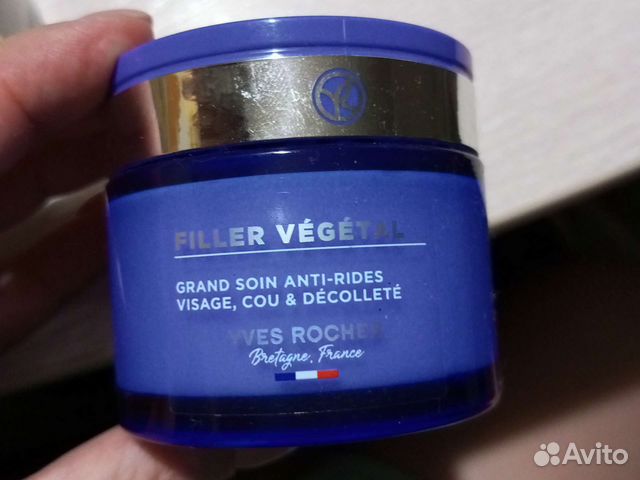 FILLER VÉGÉTAL
GRAND SOIN ANTI-RIDES
VISAGE, COU & DÉCOLLETÉ
YVES ROCHER
Bretagne, France
Avito